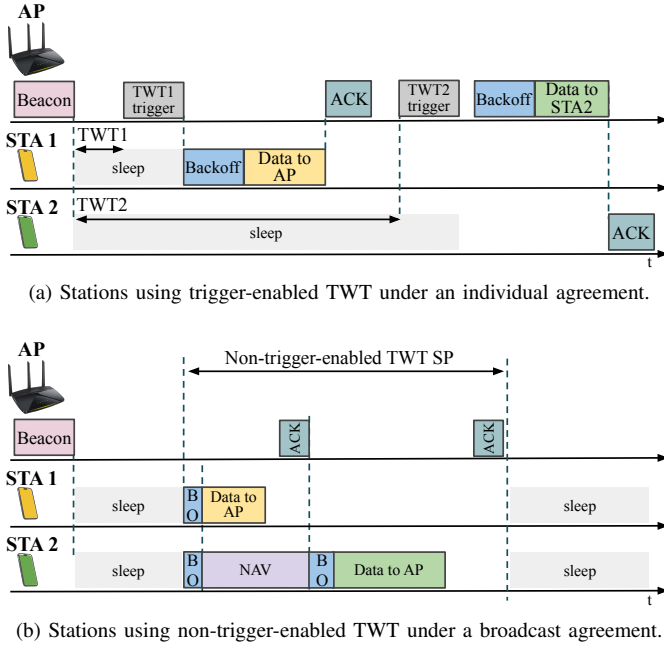 AP
Beacon
TWT1
trigger
ACK
TWT2
trigger
Backoff
Data to
STA2
STA 1
TWT1
sleep
Backoff
Data to
AP
STA 2
TWT2
sleep
ACK
t
(a) Stations using trigger-enabled TWT under an individual agreement.
AP
Non-trigger-enabled TWT SP
Beacon
ACK
ACK
STA 1
sleep
B
O
Data to
AP
sleep
STA 2
sleep
B
O
NAV
B
O
Data to AP
sleep
t
(b) Stations using non-trigger-enabled TWT under a broadcast agreement.